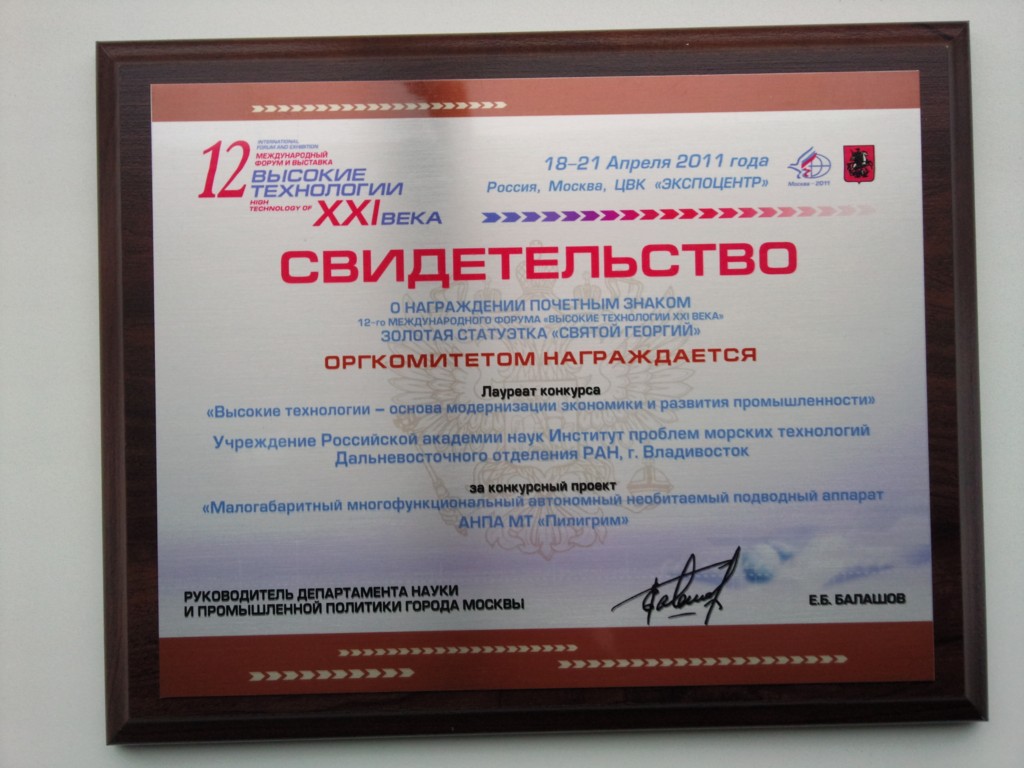 12
INTERNATIONAL
FORUM AND EXHIBITION
МЕЖДУНАРОДНЫЙ
ФОРУМ И ВЫСТАВКА
ВЫСОКИЕ
ТЕХНОЛОГИИ
HIGH
TECHNOLOGY OF
XXI ВЕКА
18-21 Апреля 2011 года
Россия, Москва, ЦВК «ЭКСПОЦЕНТР»
Москва - 2011
СВИДЕТЕЛЬСТВО
О НАГРАЖДЕНИИ ПОЧЕТНЫМ ЗНАКОМ
12-го МЕЖДУНАРОДНОГО ФОРУМА «ВЫСОКИЕ ТЕХНОЛОГИИ XXI ВЕКА»
ЗОЛОТАЯ СТАТУЭТКА «СВЯТОЙ ГЕОРГИЙ»
ОРГКОМИТЕТОМ НАГРАЖДАЕТСЯ
Лауреат конкурса
«Высокие технологии – основа модернизации экономики и развития промышленности»
Учреждение Российской академии наук Институт проблем морских технологий
Дальневосточного отделения РАН, г. Владивосток
за конкурсный проект
«Малогабаритный многофункциональный автономный необитаемый подводный аппарат
АНПА МТ «Пилигрим»
РУКОВОДИТЕЛЬ ДЕПАРТАМЕНТА НАУКИ
И ПРОМЫШЛЕННОЙ ПОЛИТИКИ ГОРОДА МОСКВЫ
Е.Б. БАЛАШОВ